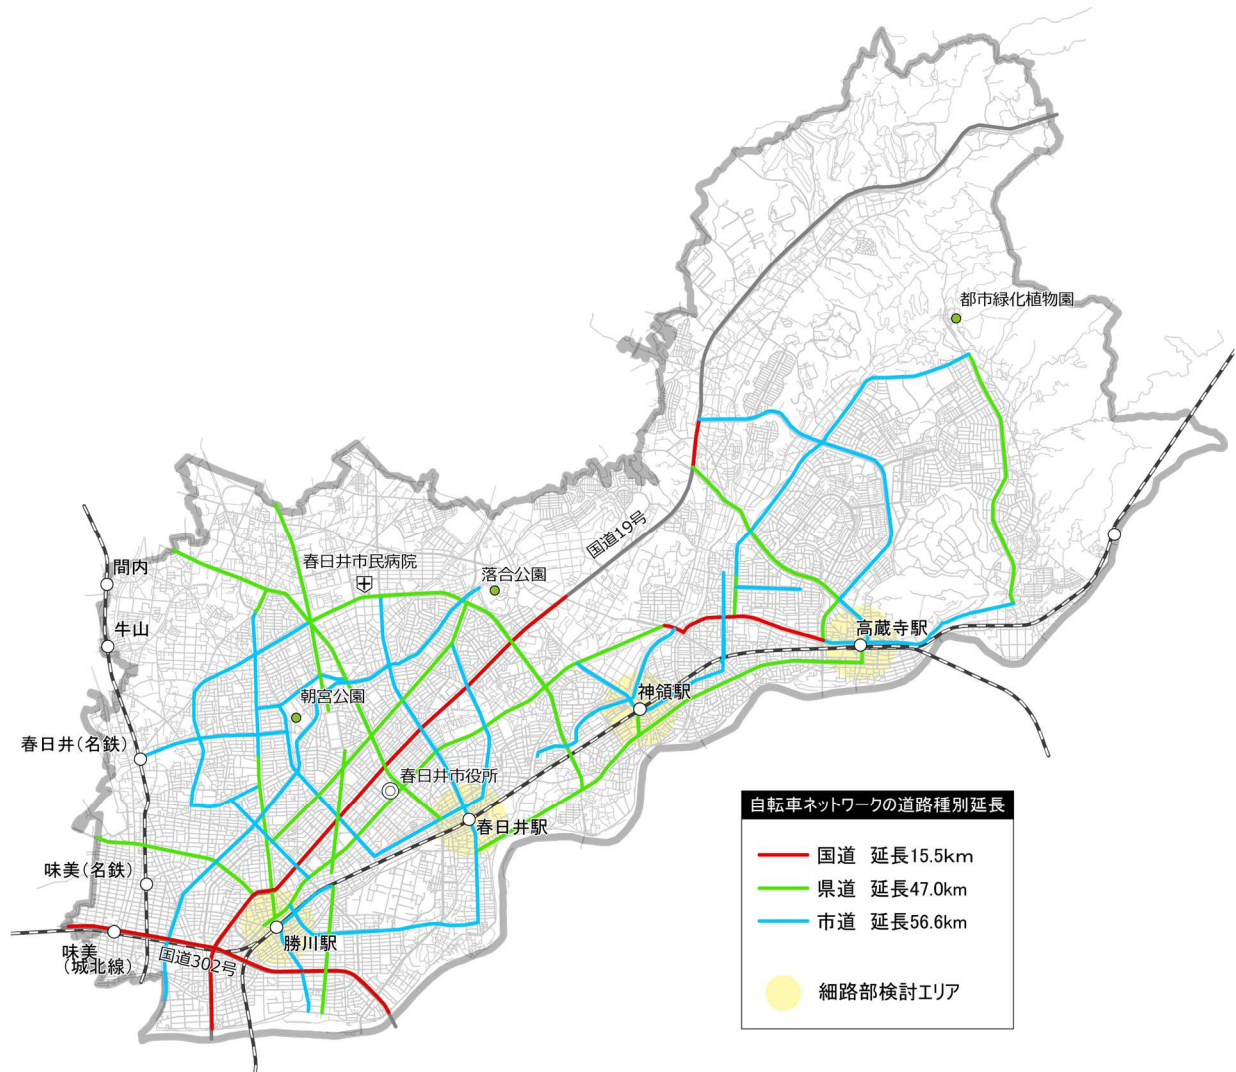 都市緑化植物園
国道19号
春日井市民病院
落合公園
間内
牛山
高蔵寺駅
朝宮公園
神領駅
春日井(名鉄)
春日井市役所
春日井駅
味美(名鉄)
勝川駅
味美
(城北線)
国道302号
自転車ネットワークの道路種別延長
国道 延長15.5km
県道 延長47.0km
市道 延長56.6km
細路部検討エリア